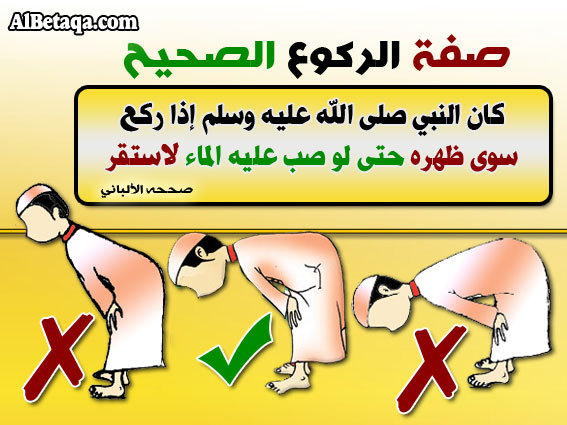 AlBetaqa.com
صفة الركوع الصحيح
كان النبي صلى الله عليه وسلم إذا ركع
سوى ظهره حتى لو صب عليه الماء لاستقر
صححه الألباني